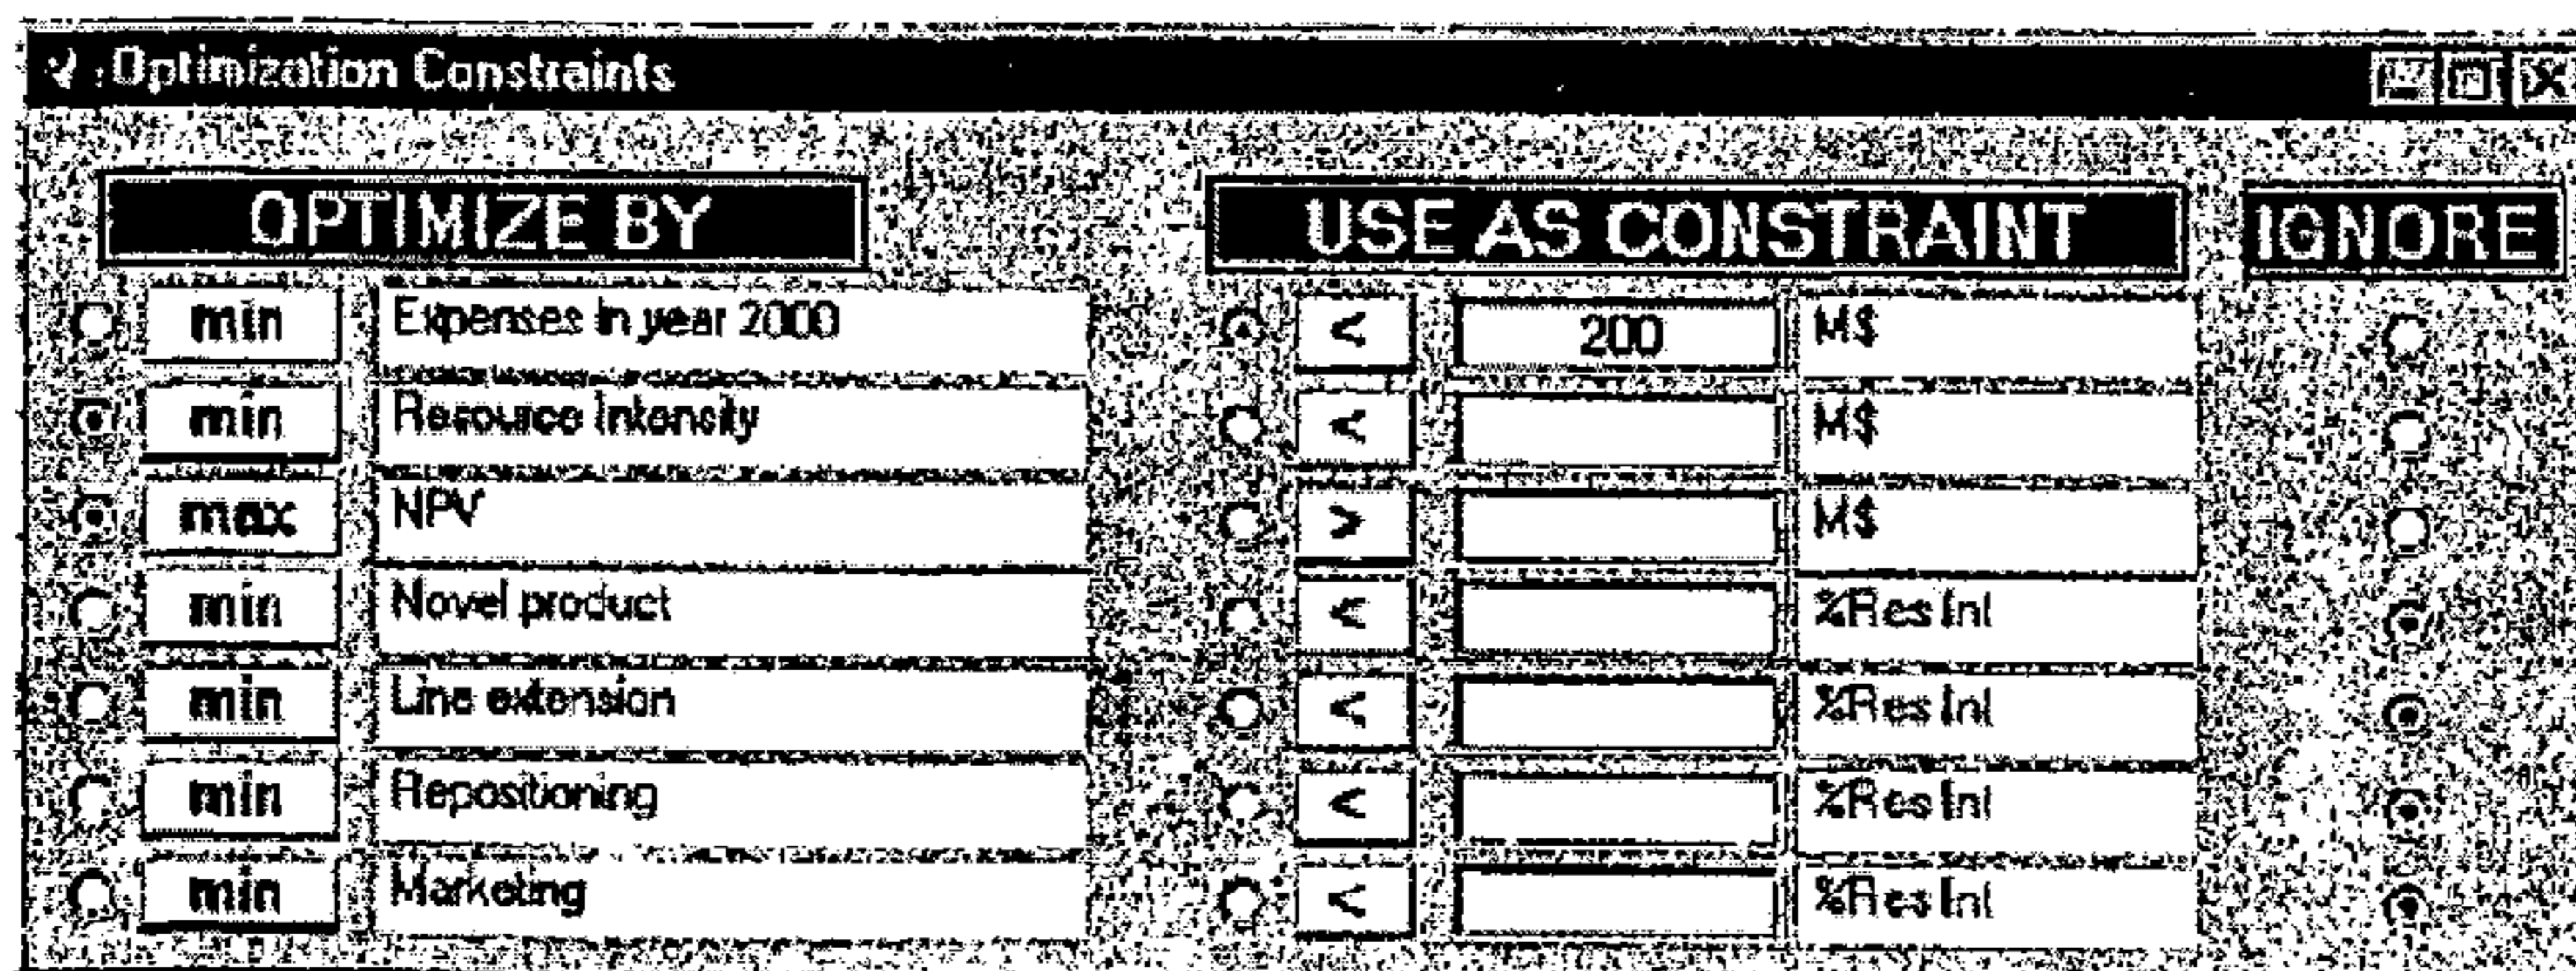 Optimization Constraints
OPTIMIZE BY USE AS CONSTRAINT IGNORE
min Expenses in year 2000 < 200 M$
min Resource Intensity < M$
max NPV > M$
min Novel product < %Res Int
min Line extension < %Res Int
min Repositioning < %Res Int
min Marketing < %Res Int